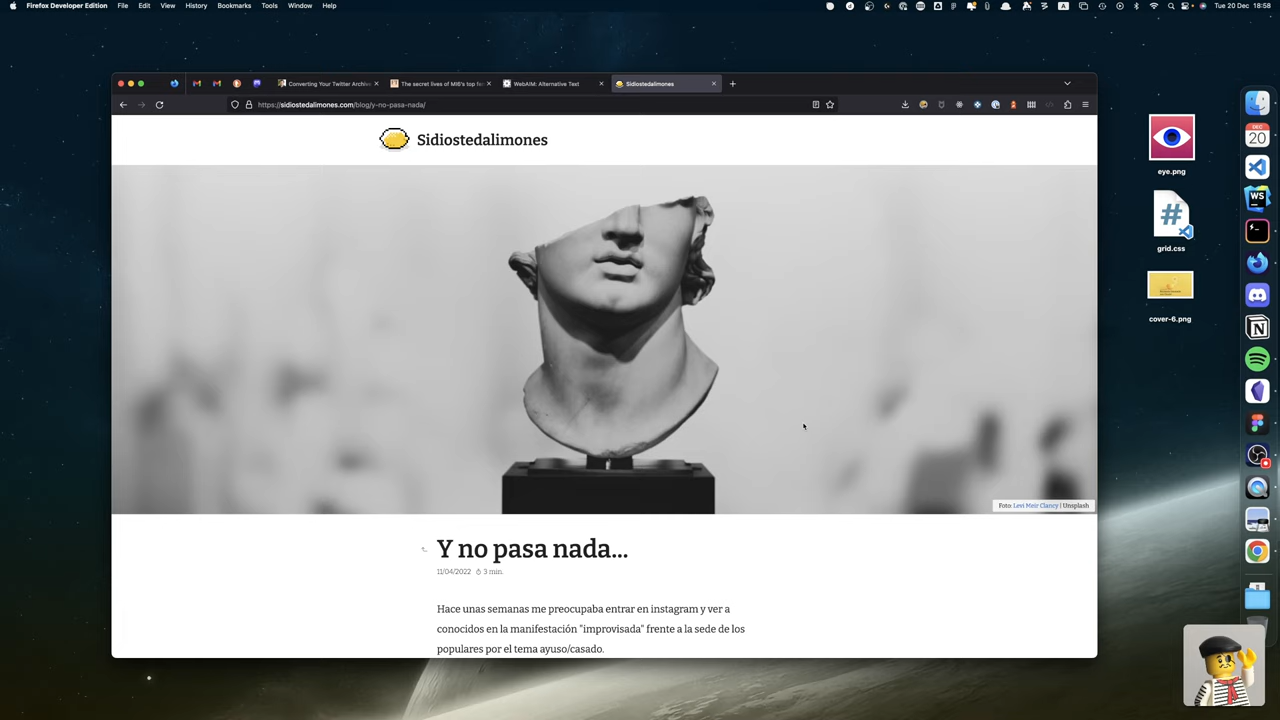 Firefox Developer Edition File Edit View History Bookmarks Tools Window Help
Tue 20 Dec 18:58
Converting Your Twitter Archiv
The secret lives of MI6's top fe
WebAIM: Alternative Text
Sidiostedalimones
https://sidiostedalimones.com/blog/y-no-pasa-nada/
Sidiostedalimones
Foto: Levi Meir Clancy | Unsplash
Y no pasa nada...
11/04/2022 3 min.
Hace unas semanas me preocupaba entrar en instagram y ver a
conocidos en la manifestación "improvisada" frente a la sede de los
populares por el tema ayuso/casado.
eye.png
#
grid.css
cover-6.png
DEC
20
WS